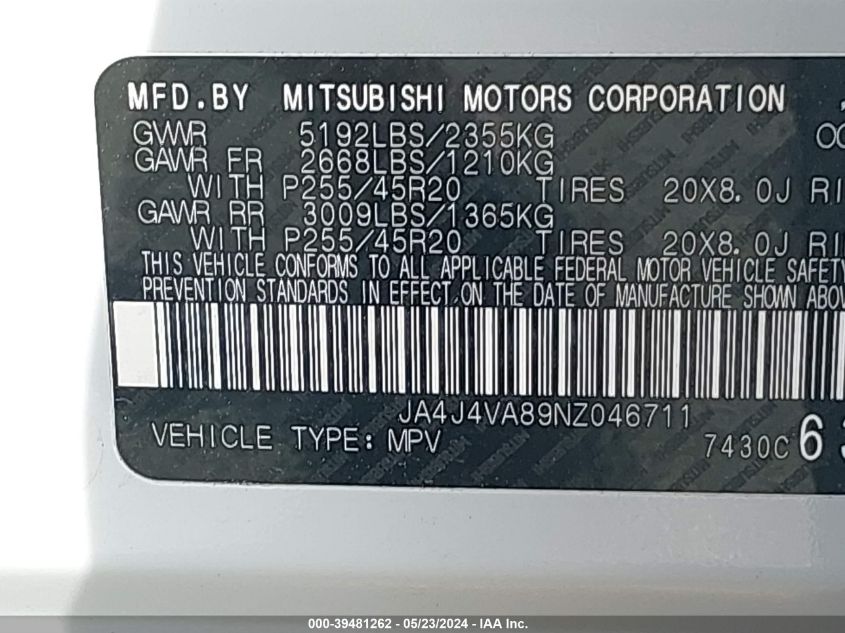 MFD.BY MITSUBISHI MOTORS CORPORATION
GVWR 5192LBS/2355KG
GAWR FR 2668LBS/1210KG
WITH P255/45R20 TIRES 20X8.0J
GAWR RR 3009LBS/1365KG
WITH P255/45R20 TIRES 20X8.0J
THIS VEHICLE CONFORMS TO ALL APPLICABLE FEDERAL MOTOR VEHICLE SAFETY
PREVENTION STANDARDS IN EFFECT ON THE DATE OF MANUFACTURE SHOWN
JA4J4VA89NZ046711
VEHICLE TYPE: MPV 7430C
000-39481262 - 05/23/2024 - IAA Inc.